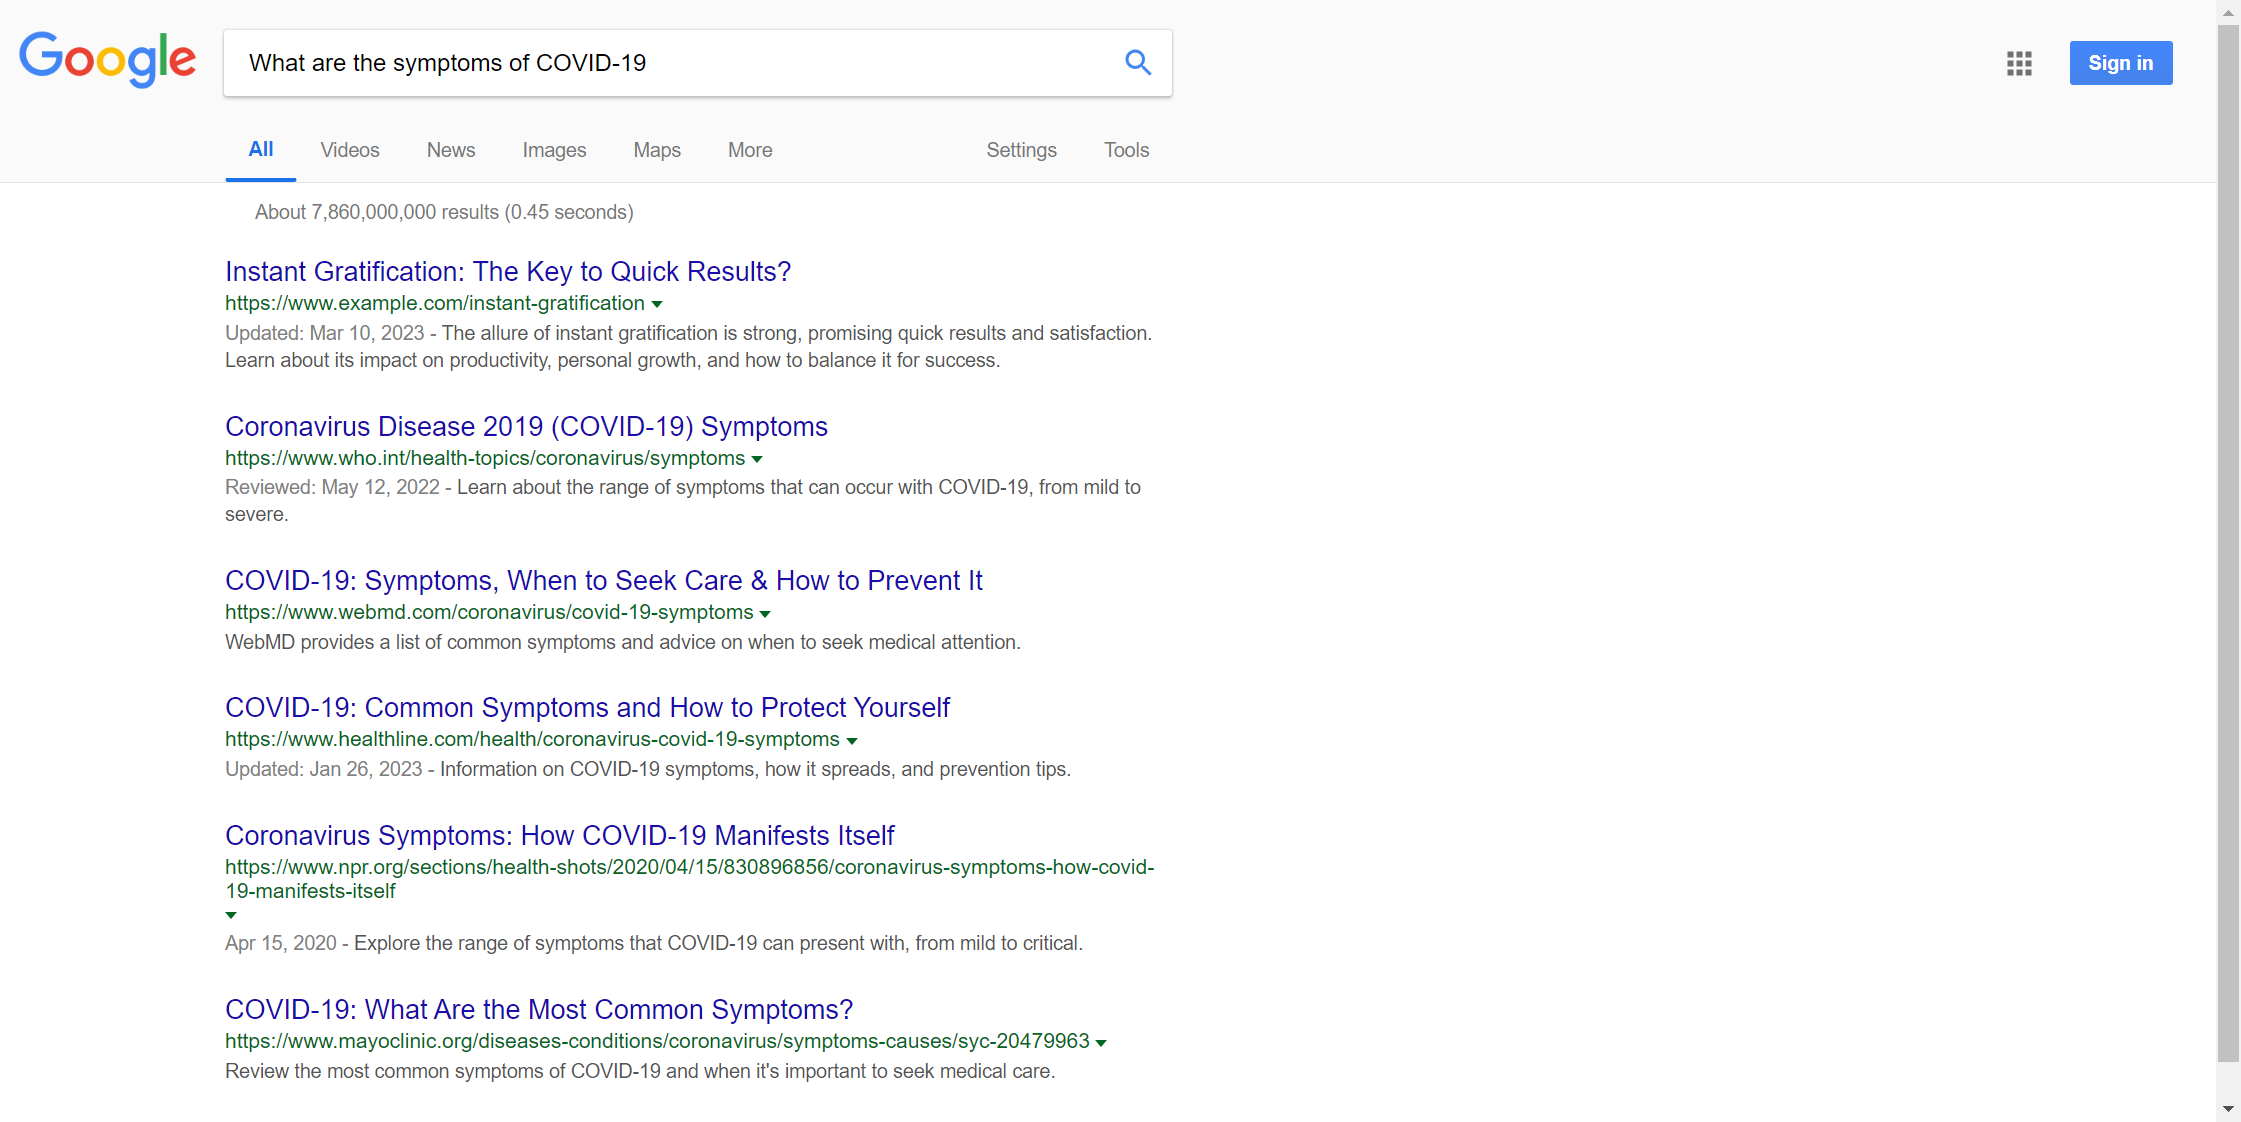 Google
What are the symptoms of COVID-19
Sign in
All Videos News Images Maps More Settings Tools
About 7,860,000,000 results (0.45 seconds)
Instant Gratification: The Key to Quick Results?
https://www.example.com/instant-gratification
Updated: Mar 10, 2023 - The allure of instant gratification is strong, promising quick results and satisfaction.
Learn about its impact on productivity, personal growth, and how to balance it for success.
Coronavirus Disease 2019 (COVID-19) Symptoms
https://www.who.int/health-topics/coronavirus/symptoms
Reviewed: May 12, 2022 - Learn about the range of symptoms that can occur with COVID-19, from mild to
severe.
COVID-19: Symptoms, When to Seek Care & How to Prevent It
https://www.webmd.com/coronavirus/covid-19-symptoms
WebMD provides a list of common symptoms and advice on when to seek medical attention.
COVID-19: Common Symptoms and How to Protect Yourself
https://www.healthline.com/health/coronavirus-covid-19-symptoms
Updated: Jan 26, 2023 - Information on COVID-19 symptoms, how it spreads, and prevention tips.
Coronavirus Symptoms: How COVID-19 Manifests Itself
https://www.npr.org/sections/health-shots/2020/04/15/830896856/coronavirus-symptoms-how-covid-
19-manifests-itself
Apr 15, 2020 - Explore the range of symptoms that COVID-19 can present with, from mild to critical.
COVID-19: What Are the Most Common Symptoms?
https://www.mayoclinic.org/diseases-conditions/coronavirus/symptoms-causes/syc-20479963
Review the most common symptoms of COVID-19 and when it's important to seek medical care.